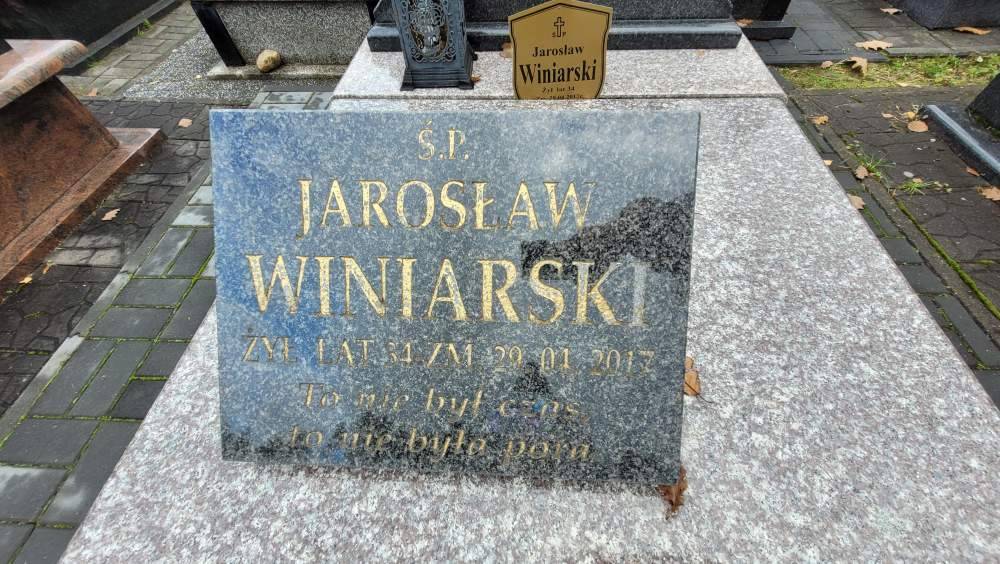 Ś.P.
Jarosław
Winiarski
Żył lat 34
Ś.P.
JAROSŁAW
WINIARSKI
ŻYŁ LAT 34 ZM. 29. 04. 2017
To nie był czas,
to nie była pora